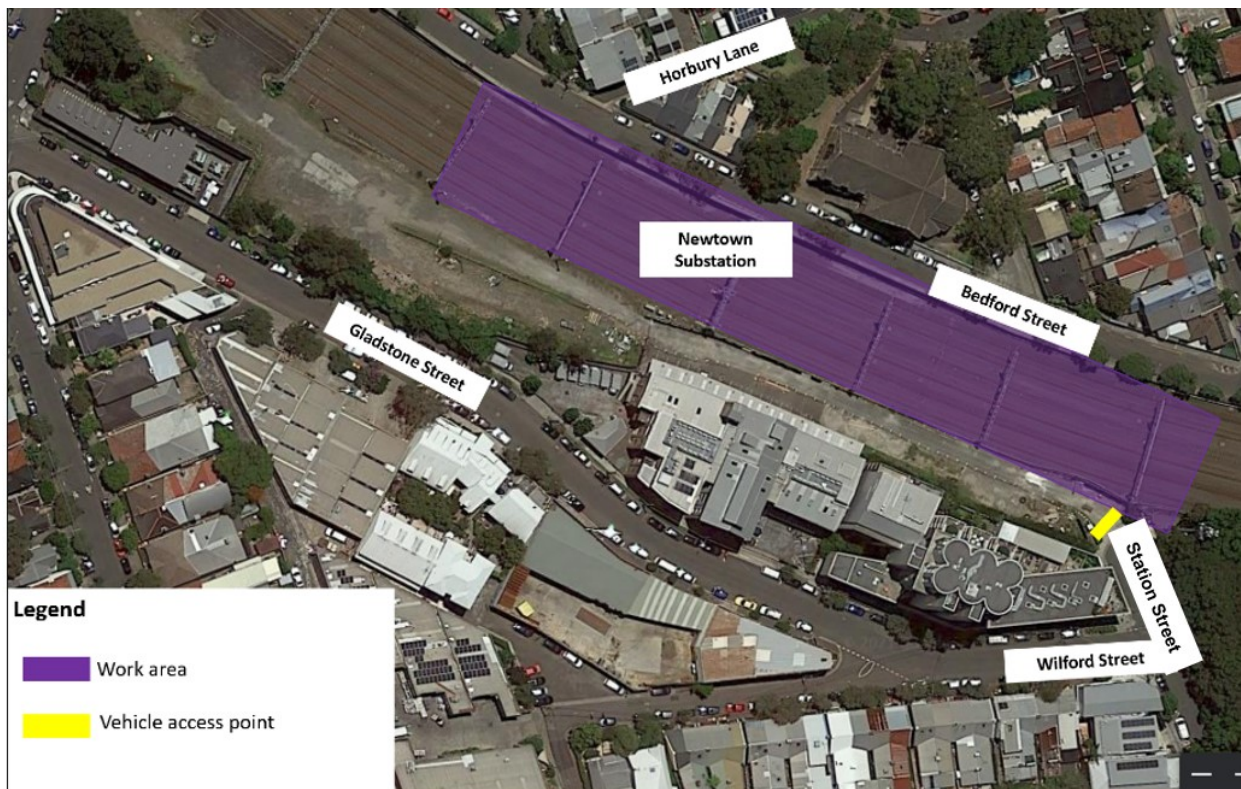 Horbury Lane
Newtown
Substation
Bedford Street
Gladstone Street
Station Street
Wilford Street
Legend
Work area
Vehicle access point